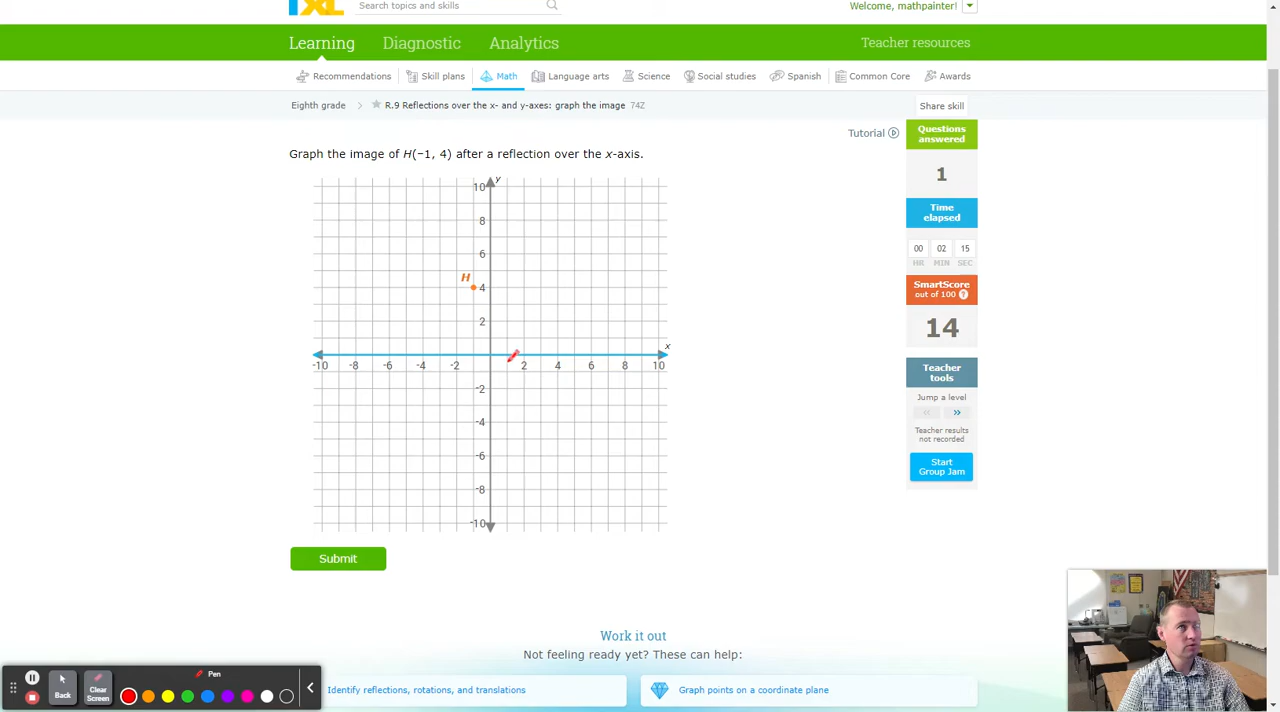 IXL
Search topics and skills
Welcome, mathpainter!
Learning Diagnostic Analytics Teacher resources
Recommendations Skill plans Math Language arts Science Social studies Spanish Common Core Awards
Eighth grade R.9 Reflections over the x- and y-axes: graph the image 74Z
Share skill
Tutorial
Questions answered
1
Time elapsed
00 02 15
HR MIN SEC
SmartScore
out of 100 ?
14
Teacher tools
Jump a level
<< >>
Teacher results not recorded
Start Group Jam
Graph the image of H(−1, 4) after a reflection over the x-axis.
y
10
8
6
H
4
2
x
-10 -8 -6 -4 -2 2 4 6 8 10
-2
-4
-6
-8
-10
Submit
Work it out
Not feeling ready yet? These can help:
Identify reflections, rotations, and translations
Graph points on a coordinate plane
Back
Clear Screen
Pen